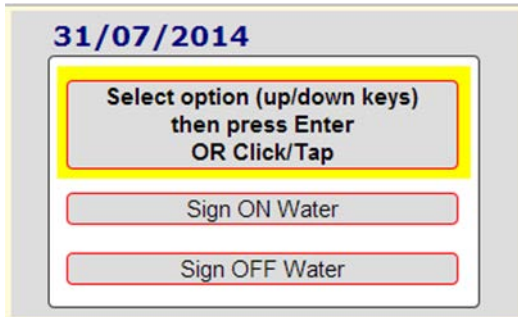 31/07/2014
Select option (up/down keys)
then press Enter
OR Click/Tap
Sign ON Water
Sign OFF Water